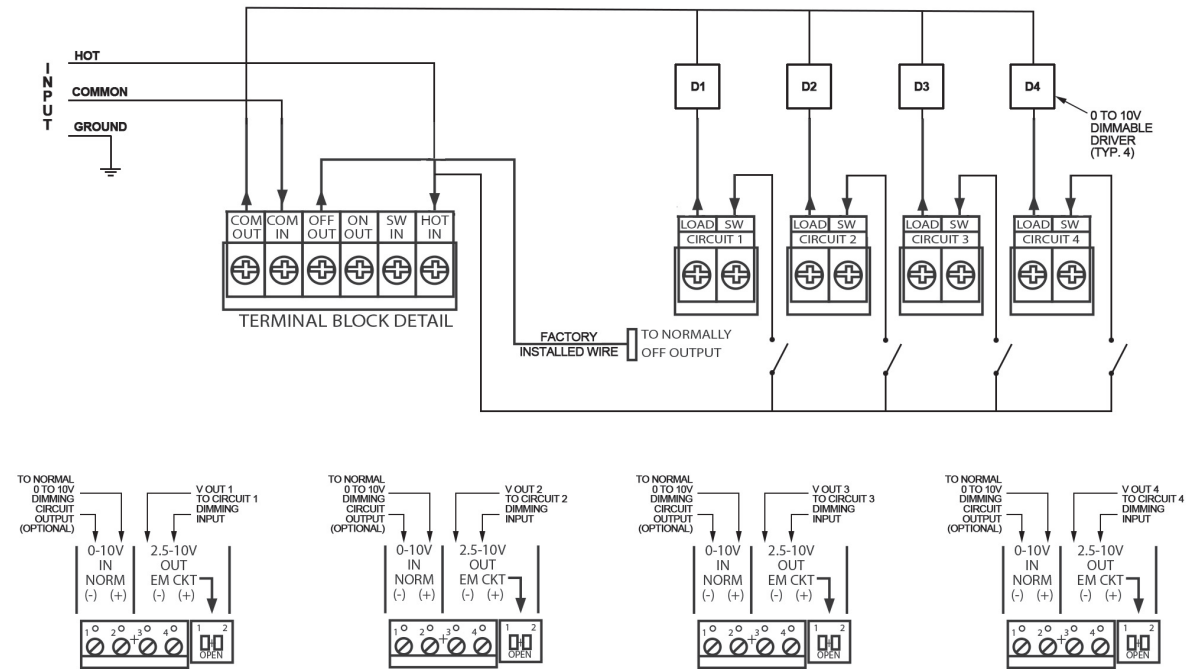 HOT
INPUT
COMMON
GROUND
D1
D2
D3
D4
0 TO 10V
DIMMABLE
DRIVER
(TYP. 4)
COM OUT
COM IN
OFF OUT
ON OUT
SW IN
HOT IN
TERMINAL BLOCK DETAIL
LOAD SW
CIRCUIT 1
LOAD SW
CIRCUIT 2
LOAD SW
CIRCUIT 3
LOAD SW
CIRCUIT 4
FACTORY
INSTALLED WIRE
TO NORMALLY
OFF OUTPUT
TO NORMAL
0 TO 10V
DIMMING
CIRCUIT
OUTPUT
(OPTIONAL)
V OUT 1
TO CIRCUIT 1
DIMMING
INPUT
0-10V
IN
NORM
(-) (+)
2.5-10V
OUT
EM CKT
(-) (+)
1 2 + 3 4
1 2
OPEN
TO NORMAL
0 TO 10V
DIMMING
CIRCUIT
OUTPUT
(OPTIONAL)
V OUT 2
TO CIRCUIT 2
DIMMING
INPUT
0-10V
IN
NORM
(-) (+)
2.5-10V
OUT
EM CKT
(-) (+)
1 2 + 3 4
1 2
OPEN
TO NORMAL
0 TO 10V
DIMMING
CIRCUIT
OUTPUT
(OPTIONAL)
V OUT 3
TO CIRCUIT 3
DIMMING
INPUT
0-10V
IN
NORM
(-) (+)
2.5-10V
OUT
EM CKT
(-) (+)
1 2 + 3 4
1 2
OPEN
TO NORMAL
0 TO 10V
DIMMING
CIRCUIT
OUTPUT
(OPTIONAL)
V OUT 4
TO CIRCUIT 4
DIMMING
INPUT
0-10V
IN
NORM
(-) (+)
2.5-10V
OUT
EM CKT
(-) (+)
1 2 + 3 4
1 2
OPEN